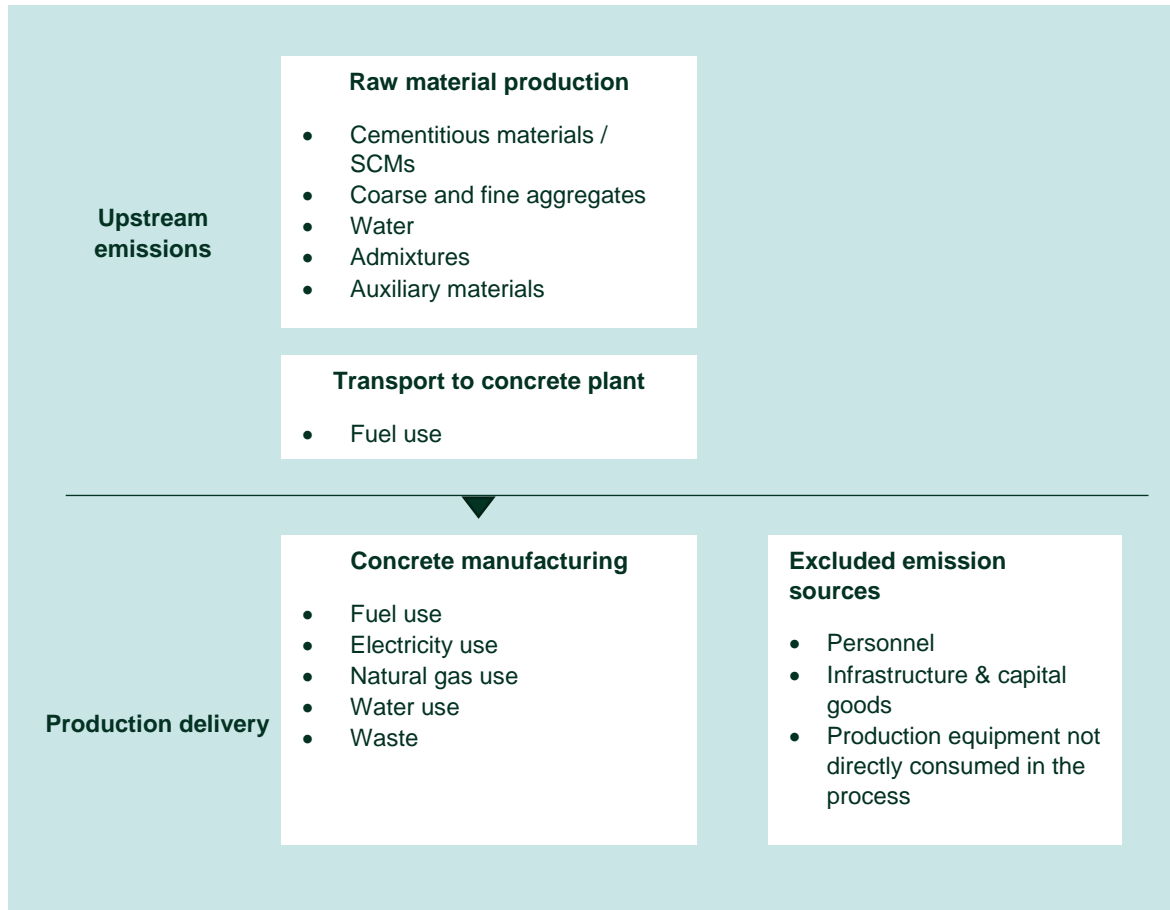 Raw material production
• Cementitious materials /
SCMs
• Coarse and fine aggregates
• Water
• Admixtures
• Auxiliary materials
Upstream
emissions
Transport to concrete plant
• Fuel use
Concrete manufacturing
• Fuel use
• Electricity use
• Natural gas use
• Water use
• Waste
Production delivery
Excluded emission
sources
• Personnel
• Infrastructure & capital
goods
• Production equipment not
directly consumed in the
process